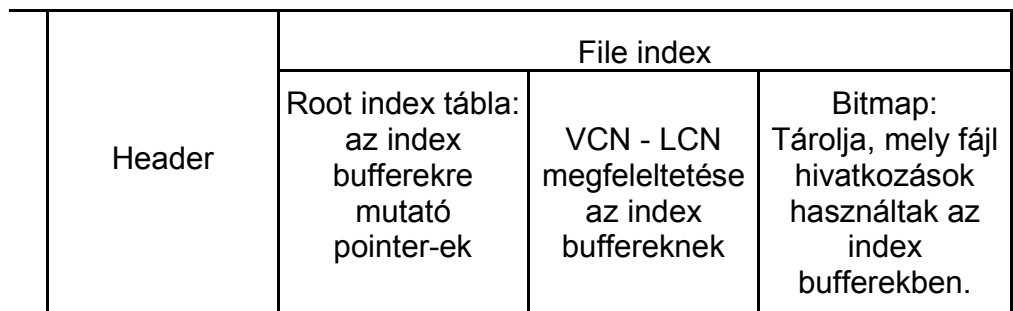 File index
Header
Root index tábla:
az index
bufferekre
mutató
pointer-ek
VCN - LCN
megfeleltetése
az index
buffereknek
Bitmap:
Tárolja, mely fájl
hivatkozások
használtak az
index
bufferekben.